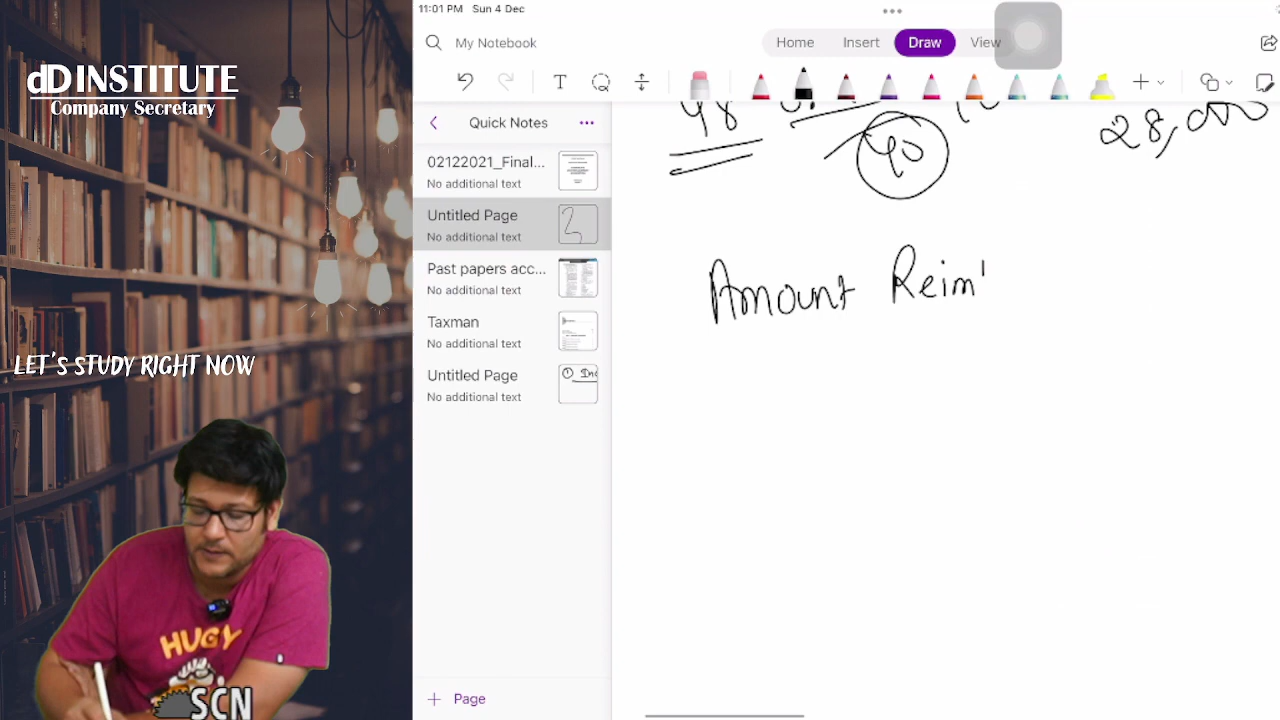 11:01 PM Sun 4 Dec
My Notebook
Home Insert Draw View
dD INSTITUTE
Company Secretary
LET'S STUDY RIGHT NOW
HUGY
SCN
Quick Notes
02122021_Final...
No additional text
Untitled Page
No additional text
Past papers acc...
No additional text
Taxman
No additional text
Untitled Page
No additional text
Page
T
48
90
28,000
Amount Reim